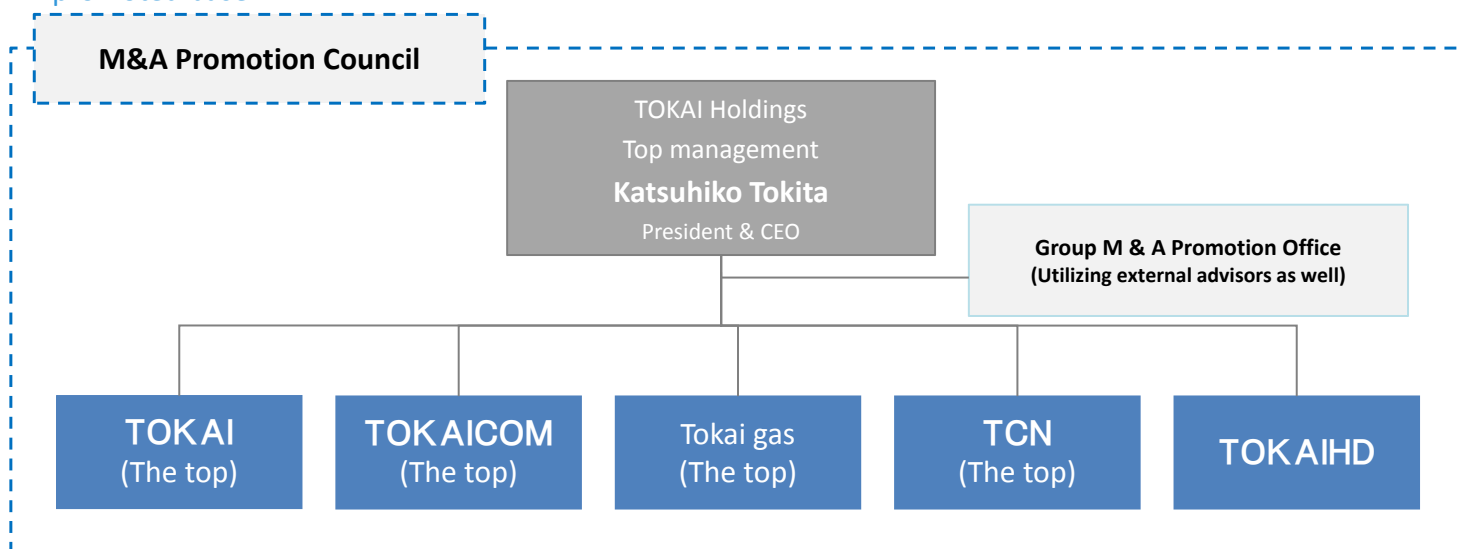 M&A Promotion Council
TOKAI Holdings
Top management
Katsuhiko Tokita
President & CEO
Group M & A Promotion Office
(Utilizing external advisors as well)
TOKAI
(The top)
TOKAICOM
(The top)
Tokai gas
(The top)
TCN
(The top)
TOKAIHD